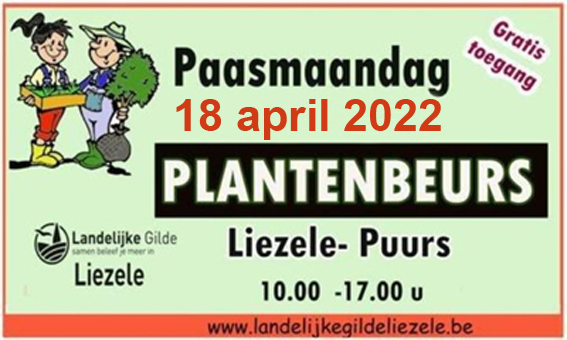 Gratis
toegang
Paasmaandag
18 april 2022
PLANTENBEURS
Landelijke Gilde
samen beleef je meer in
Liezele
Liezele- Puurs
10.00 -17.00 u
www.landelijkegildeliezele.be